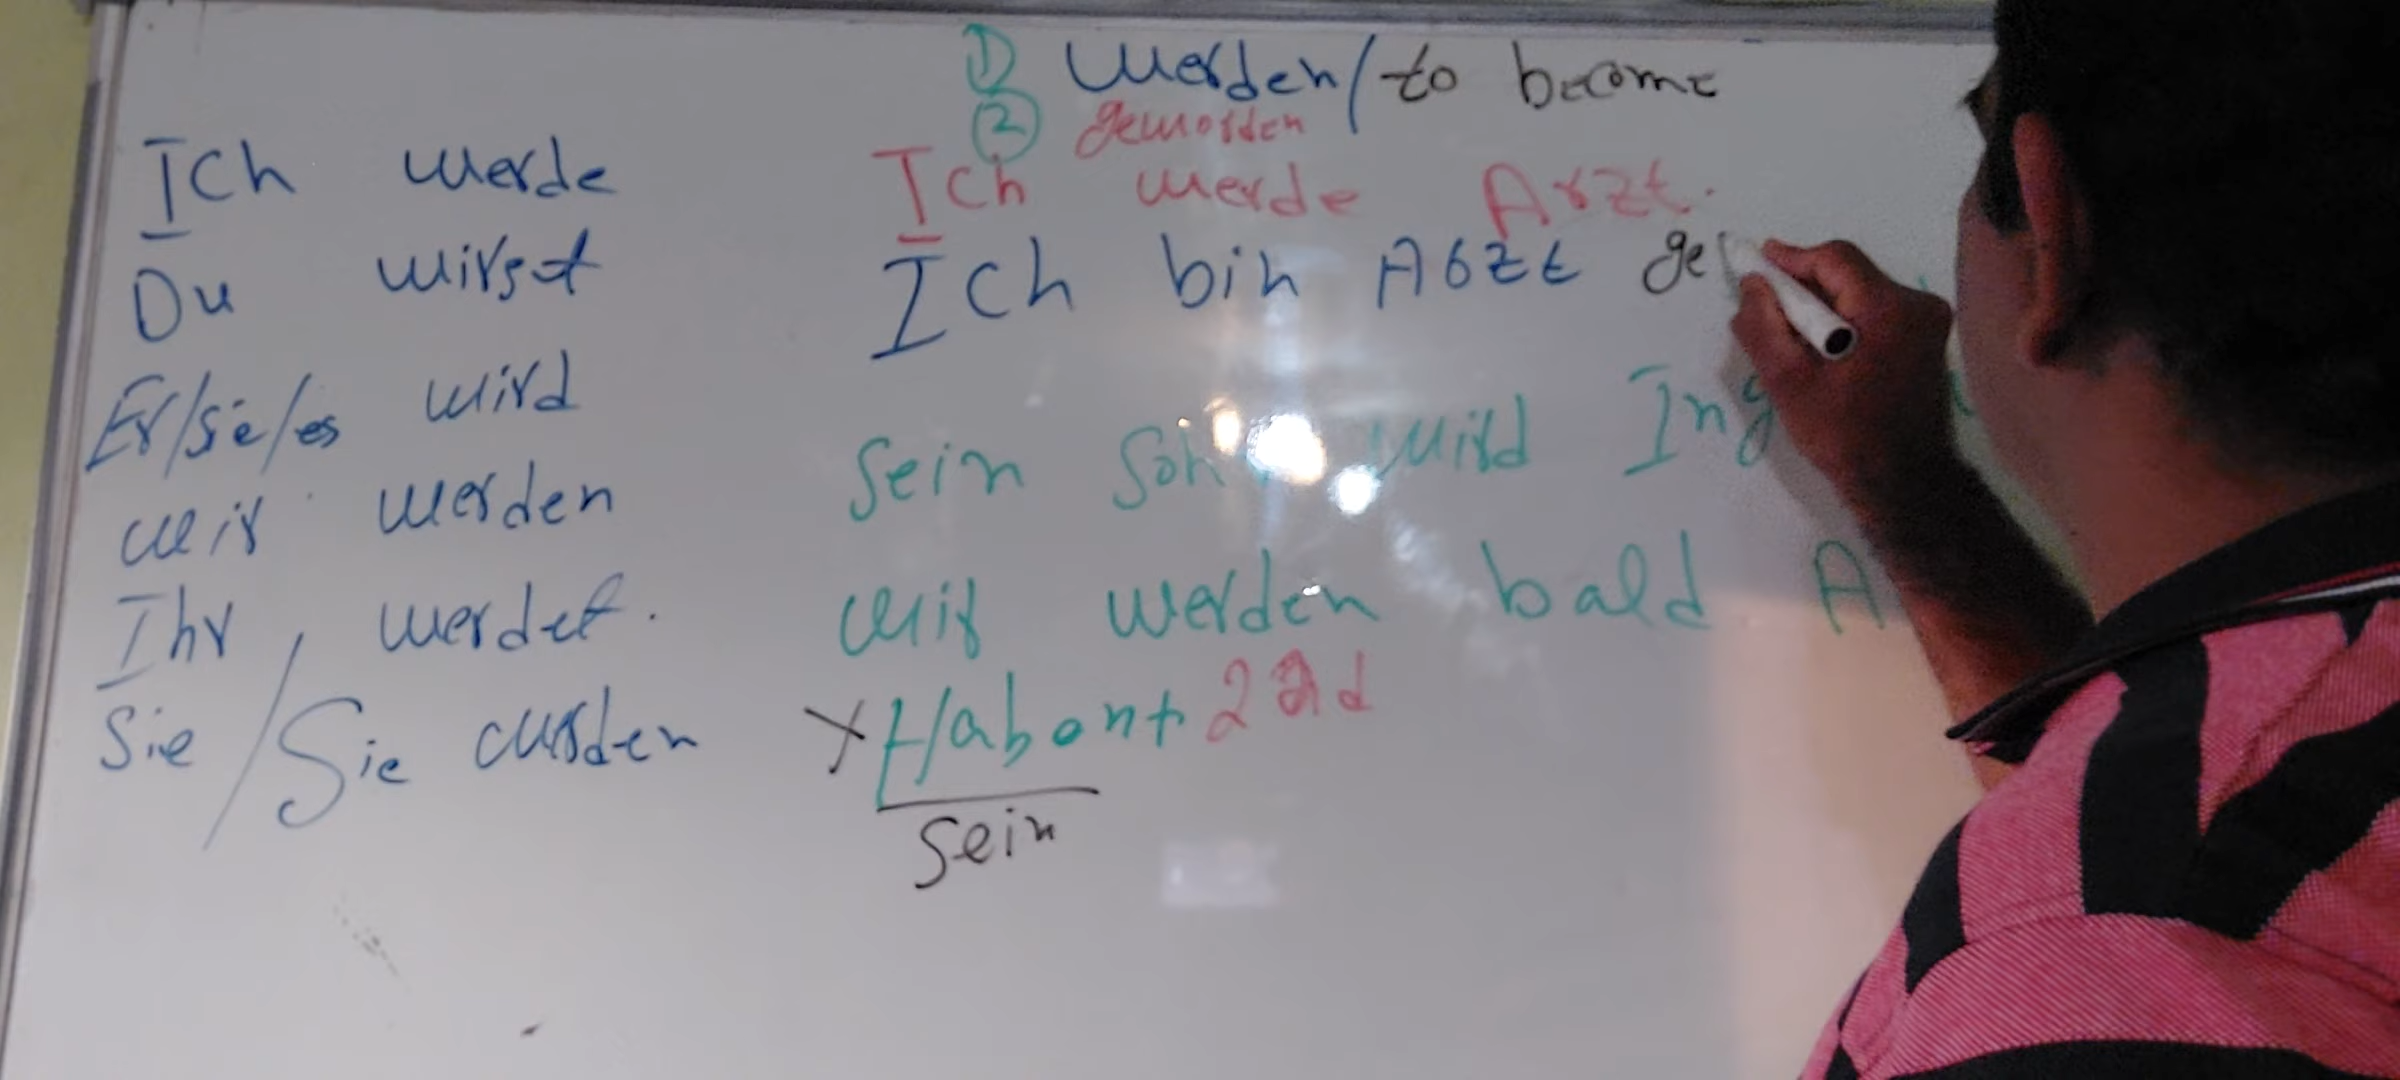 ① Werden / to become
② geworden
Ich werde
Du wirst
Er/sie/es wird
wir werden
Ihr werdet.
Sie / Sie werden
Ich werde Arzt.
Ich bin Arzt ge
Sein Sohn wird Ing
wir werden bald A
x Haben + 2nd
Sein